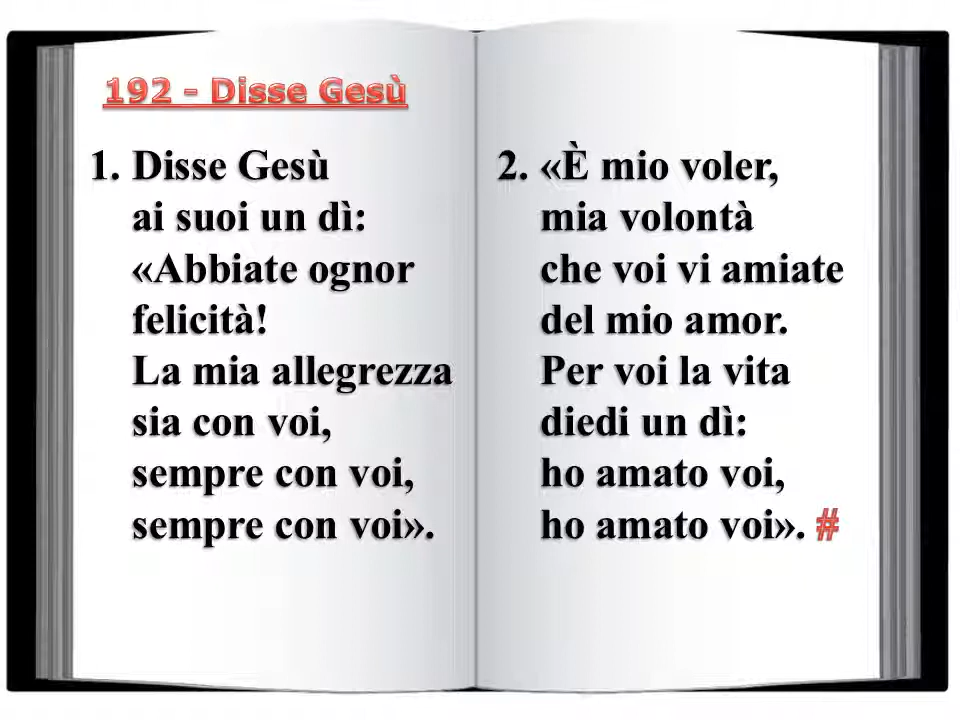 192 - Disse Gesù
1. Disse Gesù
ai suoi un dì:
«Abbiate ognor
felicità!
La mia allegrezza
sia con voi,
sempre con voi,
sempre con voi».
2. «È mio voler,
mia volontà
che voi vi amiate
del mio amor.
Per voi la vita
diedi un dì:
ho amato voi,
ho amato voi». #